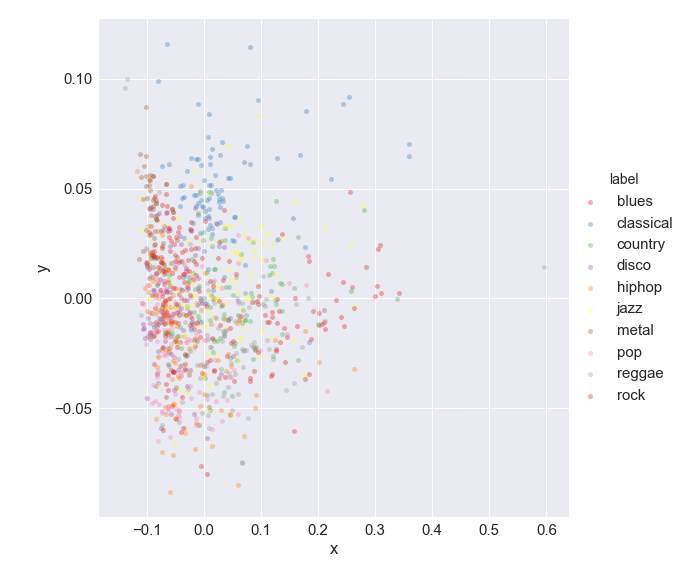 0.10
0.05
0.00
−0.05
y
−0.1 0.0 0.1 0.2 0.3 0.4 0.5 0.6
x
label
blues
classical
country
disco
hiphop
jazz
metal
pop
reggae
rock